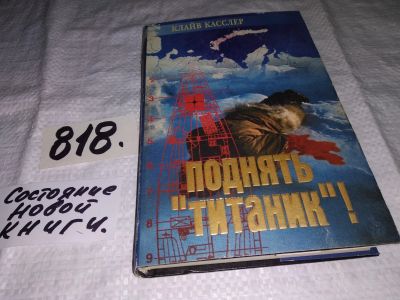 КЛАЙВ КАССЛЕР
ПОДНЯТЬ
"ТИТАНИК"!
818.
Состояние
новой
книги.